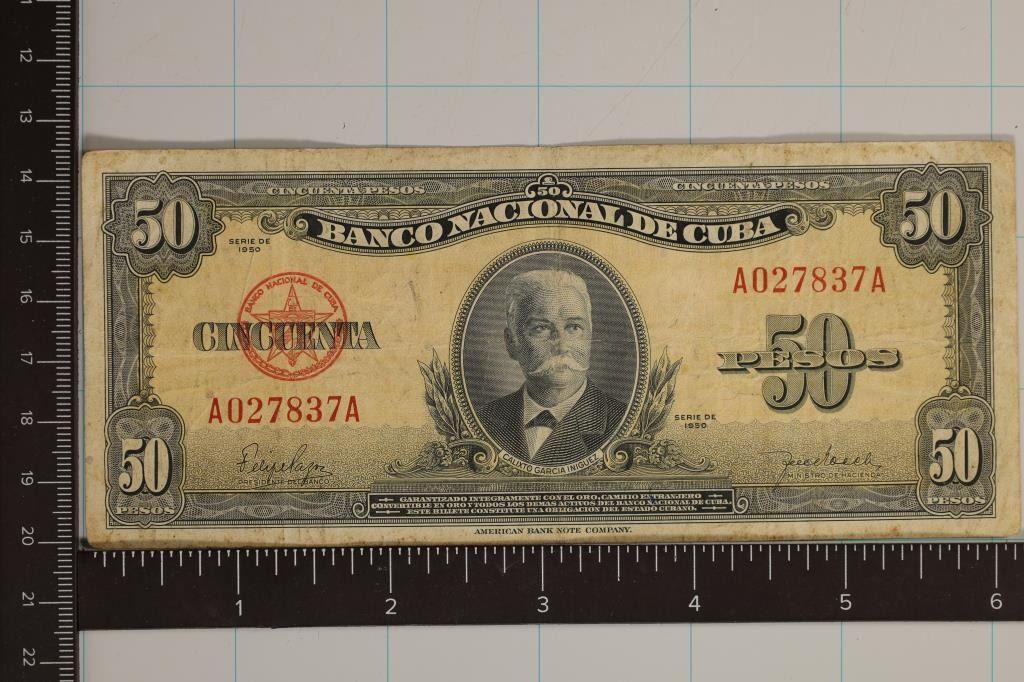 12
13
14
15
16
17
18
19
20
21
22
CINCUENTA PESOS
50
CINCUENTA PESOS
50
BANCO NACIONAL DE CUBA
50
SERIE DE
1950
BANCO NACIONAL DE CUBA
CINCUENTA
A027837A
A027837A
50
PESOS
SERIE DE
1950
CALIXTO GARCIA IÑIGUEZ
50
PESOS
PRESIDENTE DEL BANCO
MINISTRO DE HACIENDA
50
PESOS
GARANTIZADO INTEGRAMENTE CON EL ORO, CAMBIO EXTRANJERO
CONVERTIBLE EN ORO Y TODOS LOS DEMAS ACTIVOS DEL BANCO NACIONAL DE CUBA.
ESTE BILLETE CONSTITUYE UNA OBLIGACION DEL ESTADO CUBANO.
AMERICAN BANK NOTE COMPANY.
1 2 3 4 5 6